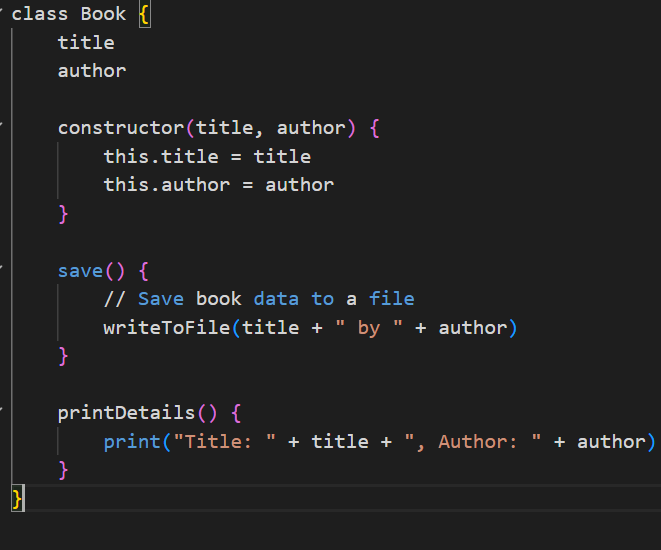 class Book {
    title
    author
    constructor(title, author) {
        this.title = title
        this.author = author
    }
    save() {
        // Save book data to a file
        writeToFile(title + " by " + author)
    }
    printDetails() {
        print("Title: " + title + ", Author: " + author)
    }
}